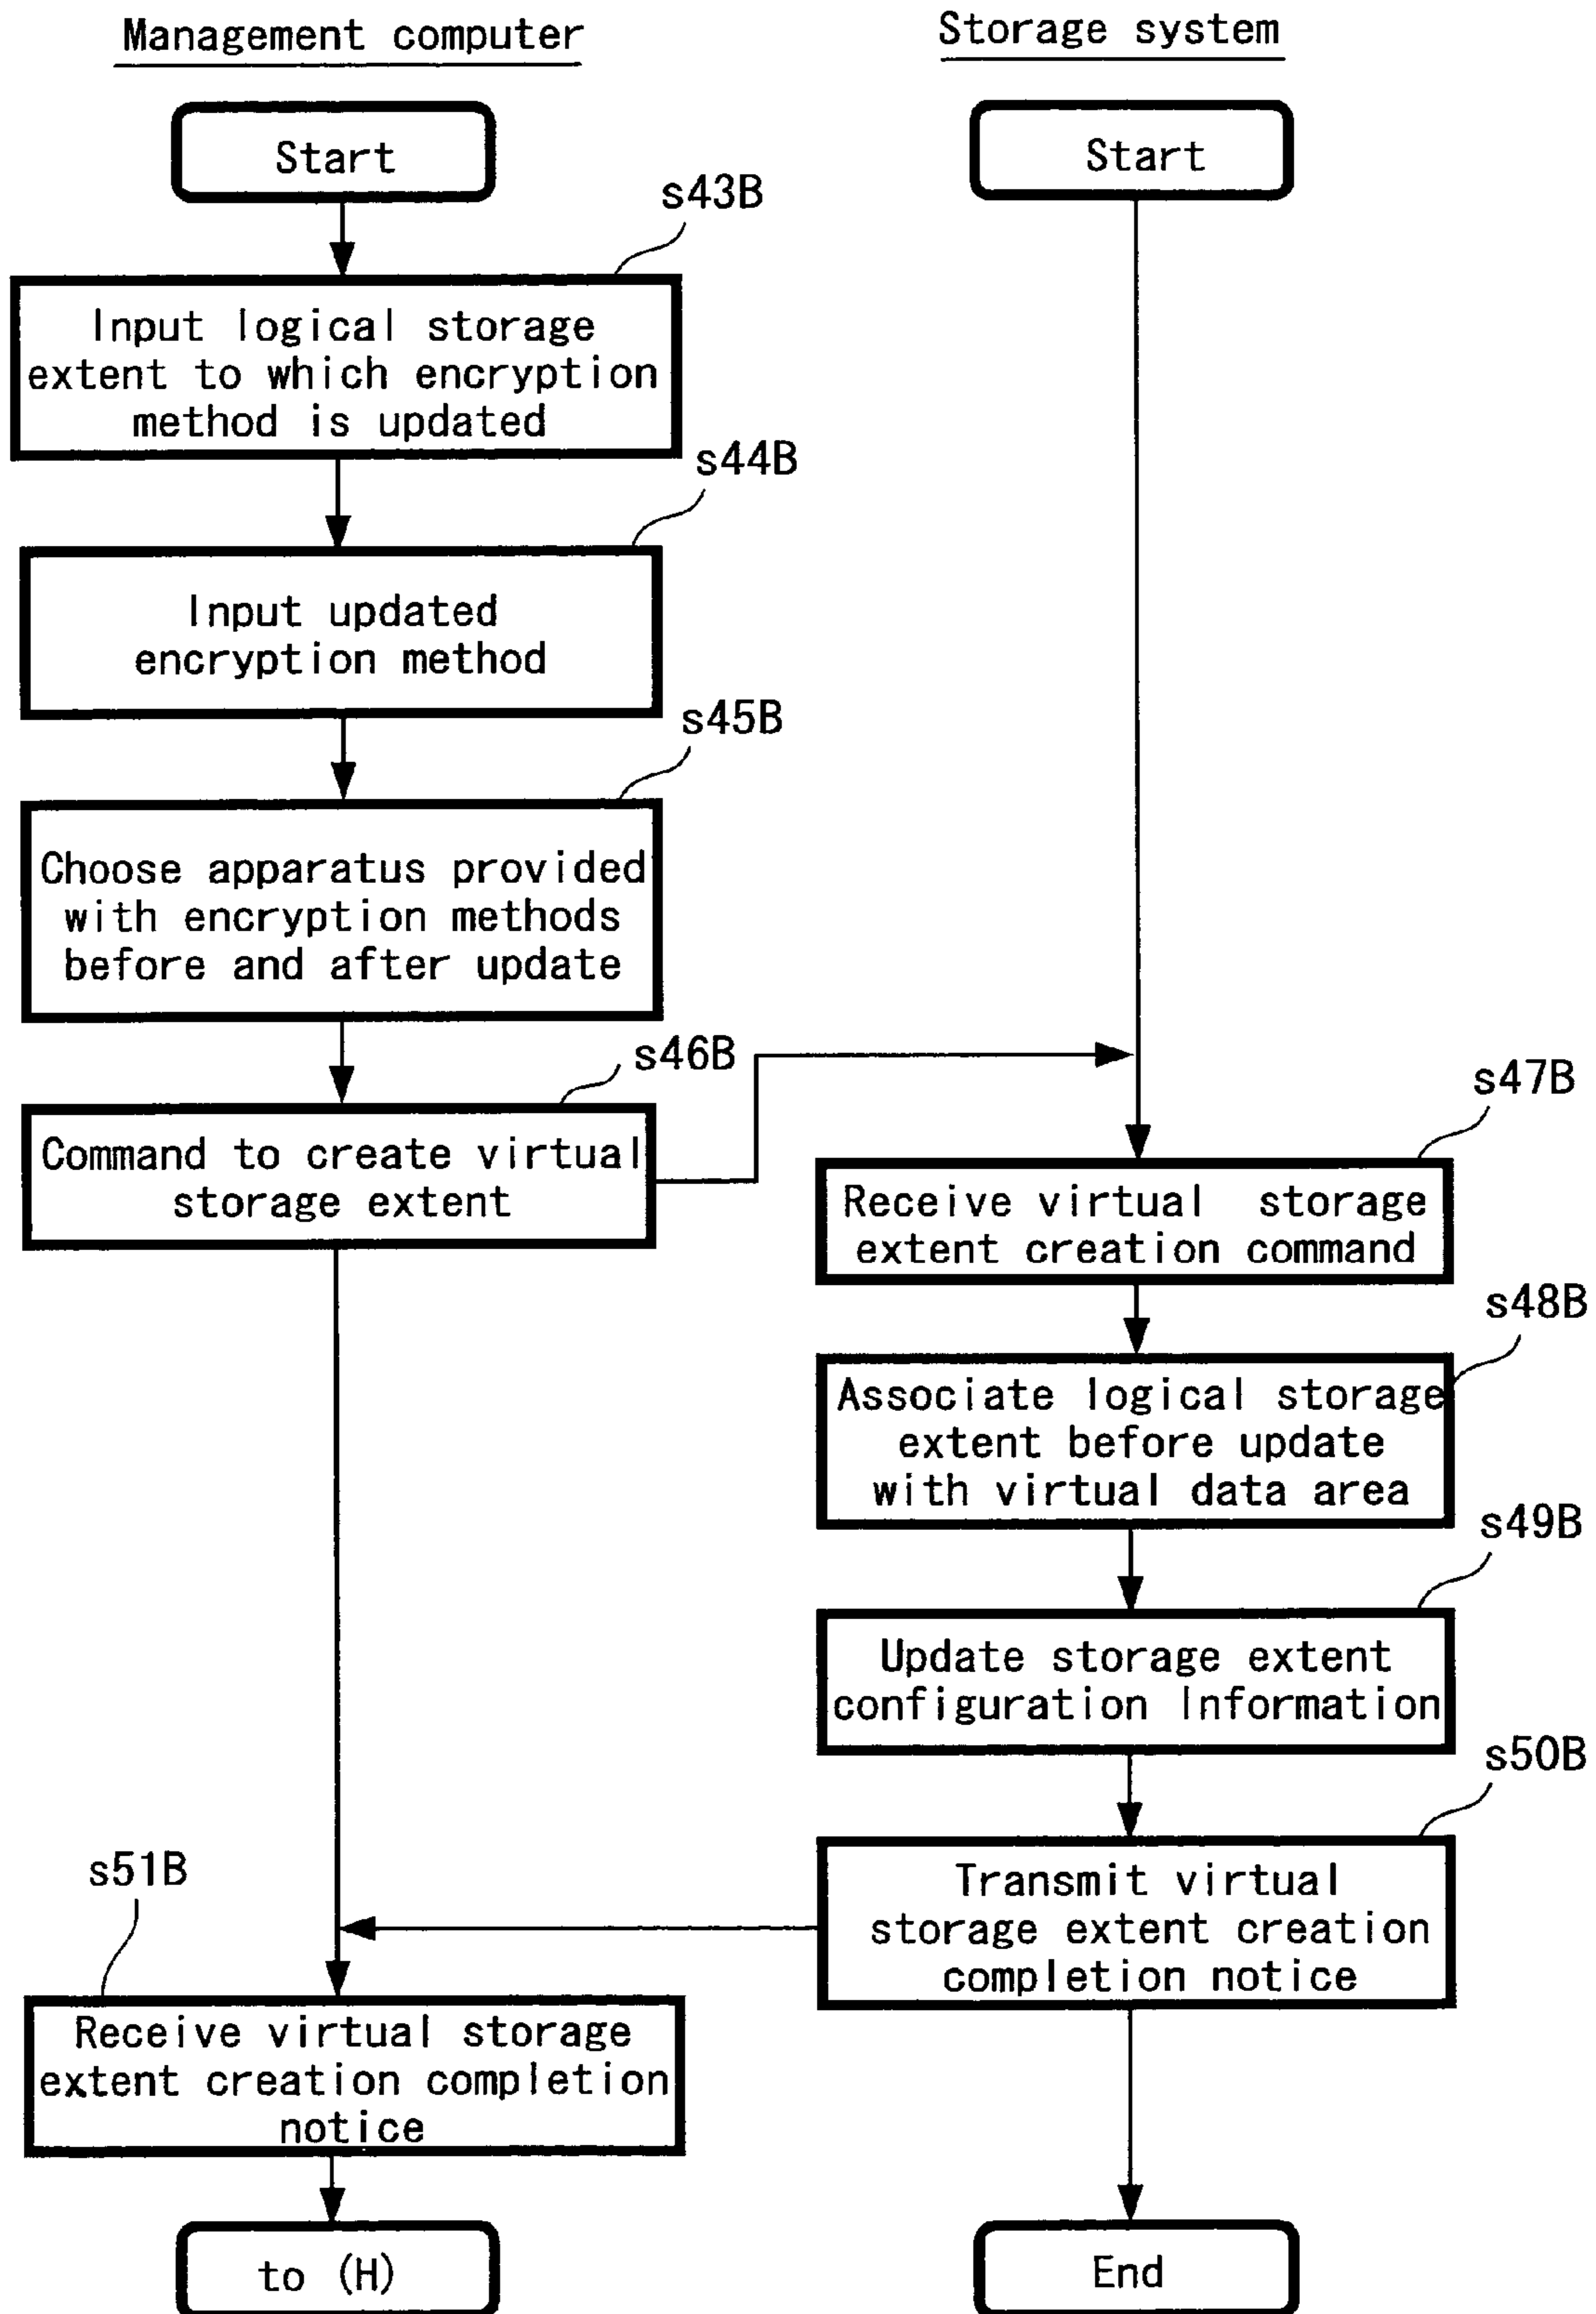 Management computer
Start
s43B
Input logical storage
extent to which encryption
method is updated
s44B
Input updated
encryption method
s45B
Choose apparatus provided
with encryption methods
before and after update
s46B
Command to create virtual
storage extent
s51B
Receive virtual storage
extent creation completion
notice
to (H)
Storage system
Start
s47B
Receive virtual storage
extent creation command
s48B
Associate logical storage
extent before update
with virtual data area
s49B
Update storage extent
configuration Information
s50B
Transmit virtual
storage extent creation
completion notice
End